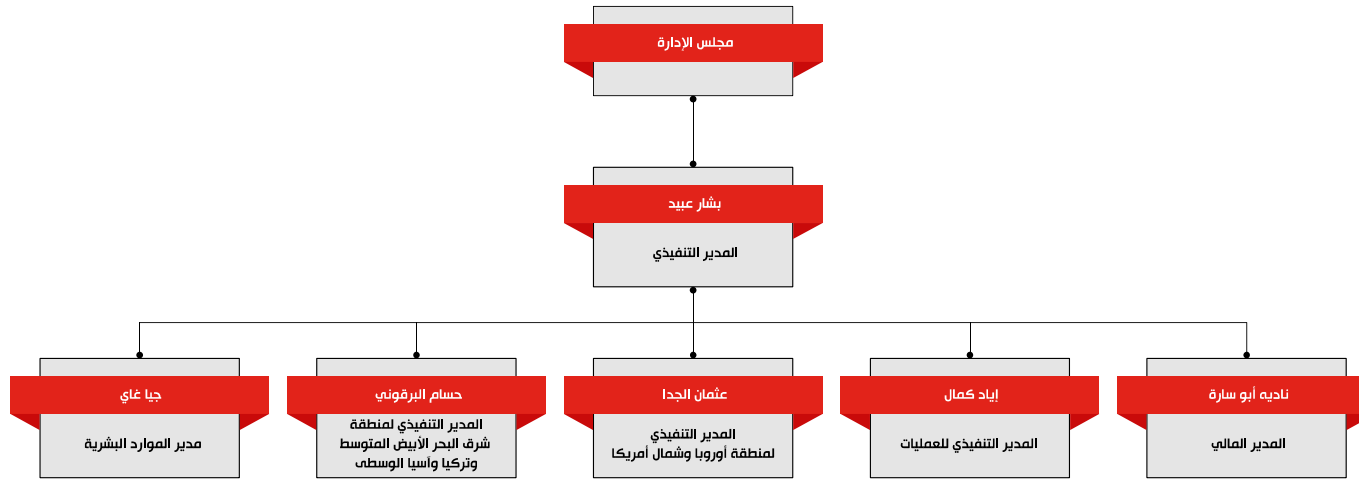 مجلس الإدارة
بشار عبيد
المدير التنفيذي
ناديه أبو سارة
المدير المالي
إياد كمال
المدير التنفيذي للعمليات
عثمان الجدا
المدير التنفيذي
لمنطقة أوروبا وشمال أمريكا
حسام البرقوني
المدير التنفيذي لمنطقة
شرق البحر الأبيض المتوسط
وتركيا وآسيا الوسطى
جيا غاي
مدير الموارد البشرية